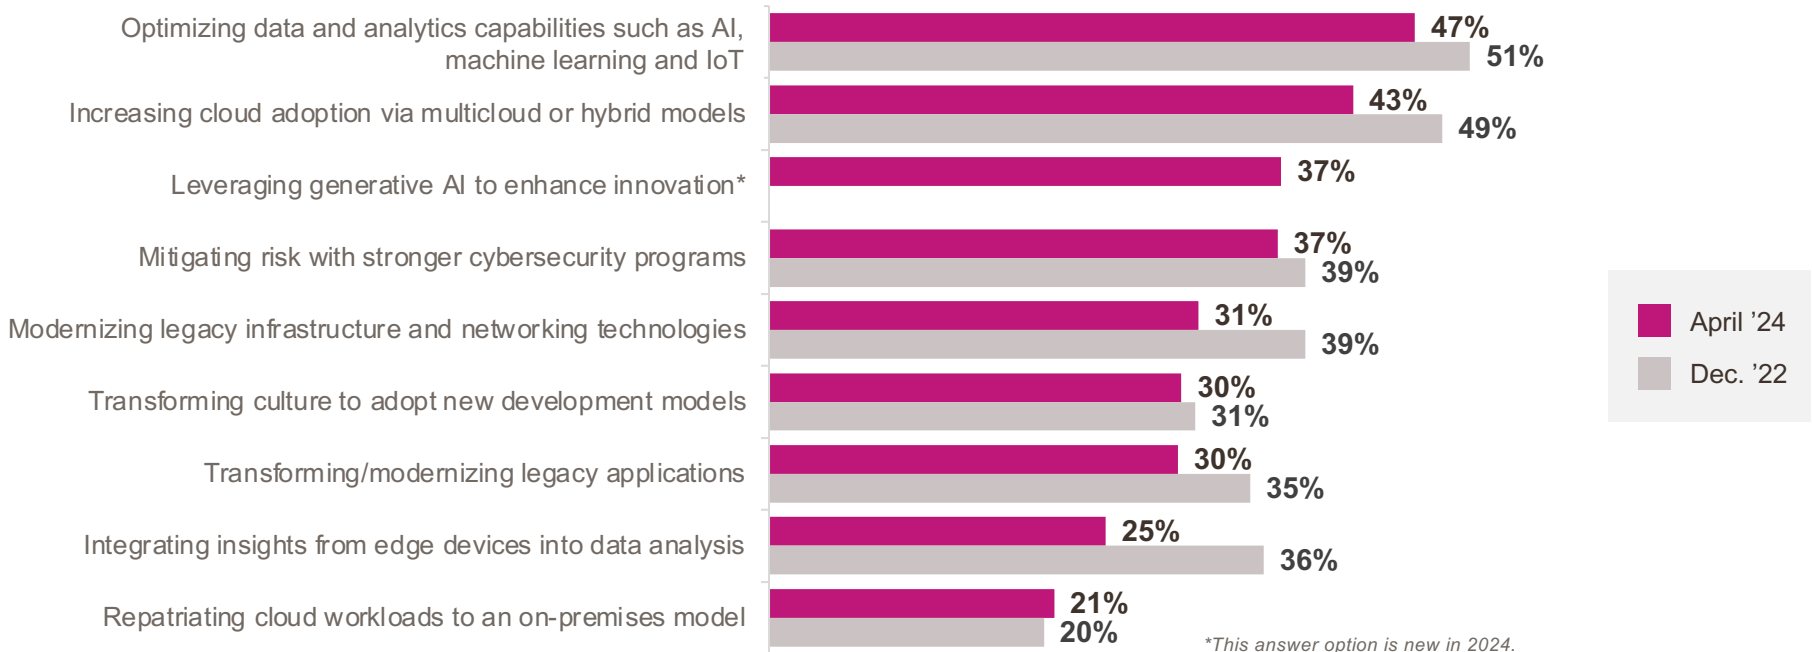 Optimizing data and analytics capabilities such as AI,
machine learning and IoT
47%
51%
Increasing cloud adoption via multicloud or hybrid models
43%
49%
Leveraging generative AI to enhance innovation*
37%
Mitigating risk with stronger cybersecurity programs
37%
39%
Modernizing legacy infrastructure and networking technologies
31%
39%
Transforming culture to adopt new development models
30%
31%
Transforming/modernizing legacy applications
30%
35%
Integrating insights from edge devices into data analysis
25%
36%
Repatriating cloud workloads to an on-premises model
21%
20%
April ’24
Dec. ’22
*This answer option is new in 2024.